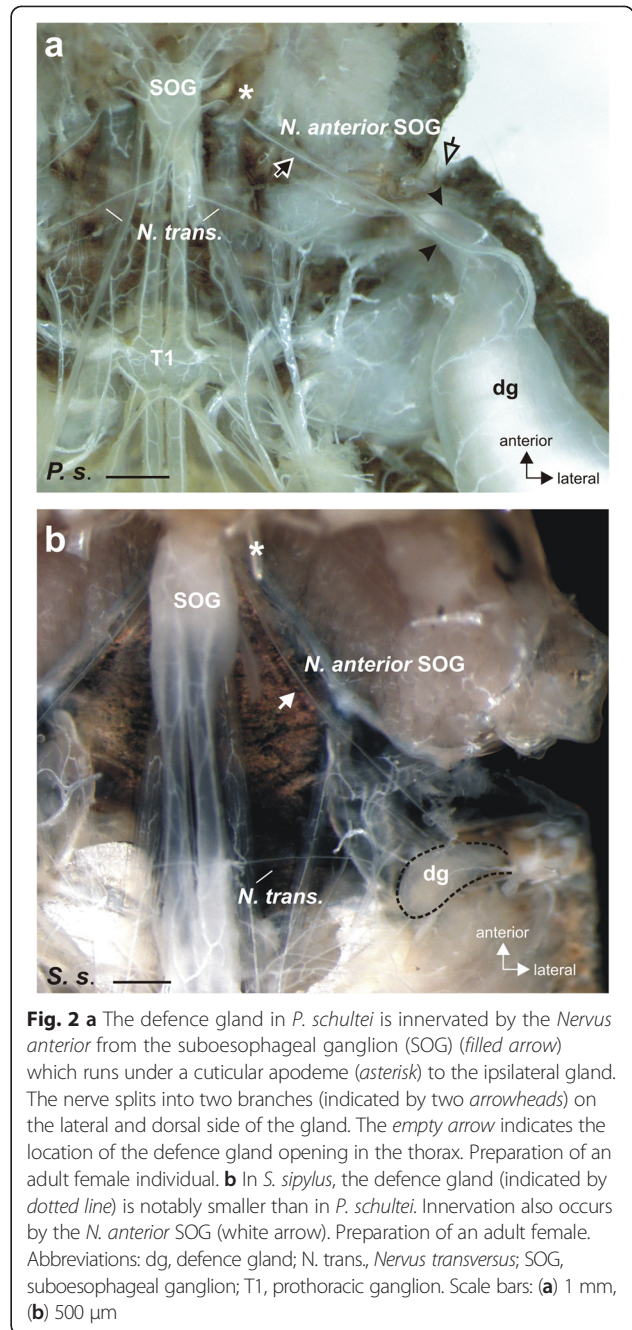 a
SOG
*
N. anterior SOG
N. trans.
T1
dg
anterior
lateral
P. s.
b
*
SOG
N. anterior SOG
dg
N. trans.
anterior
lateral
S. s.
Fig. 2 a The defence gland in P. schultei is innervated by the Nervus
anterior from the suboesophageal ganglion (SOG) (filled arrow)
which runs under a cuticular apodeme (asterisk) to the ipsilateral gland.
The nerve splits into two branches (indicated by two arrowheads) on
the lateral and dorsal side of the gland. The empty arrow indicates the
location of the defence gland opening in the thorax. Preparation of an
adult female individual. b In S. sipylus, the defence gland (indicated by
dotted line) is notably smaller than in P. schultei. Innervation also occurs
by the N. anterior SOG (white arrow). Preparation of an adult female.
Abbreviations: dg, defence gland; N. trans., Nervus transversus; SOG,
suboesophageal ganglion; T1, prothoracic ganglion. Scale bars: (a) 1 mm,
(b) 500 μm